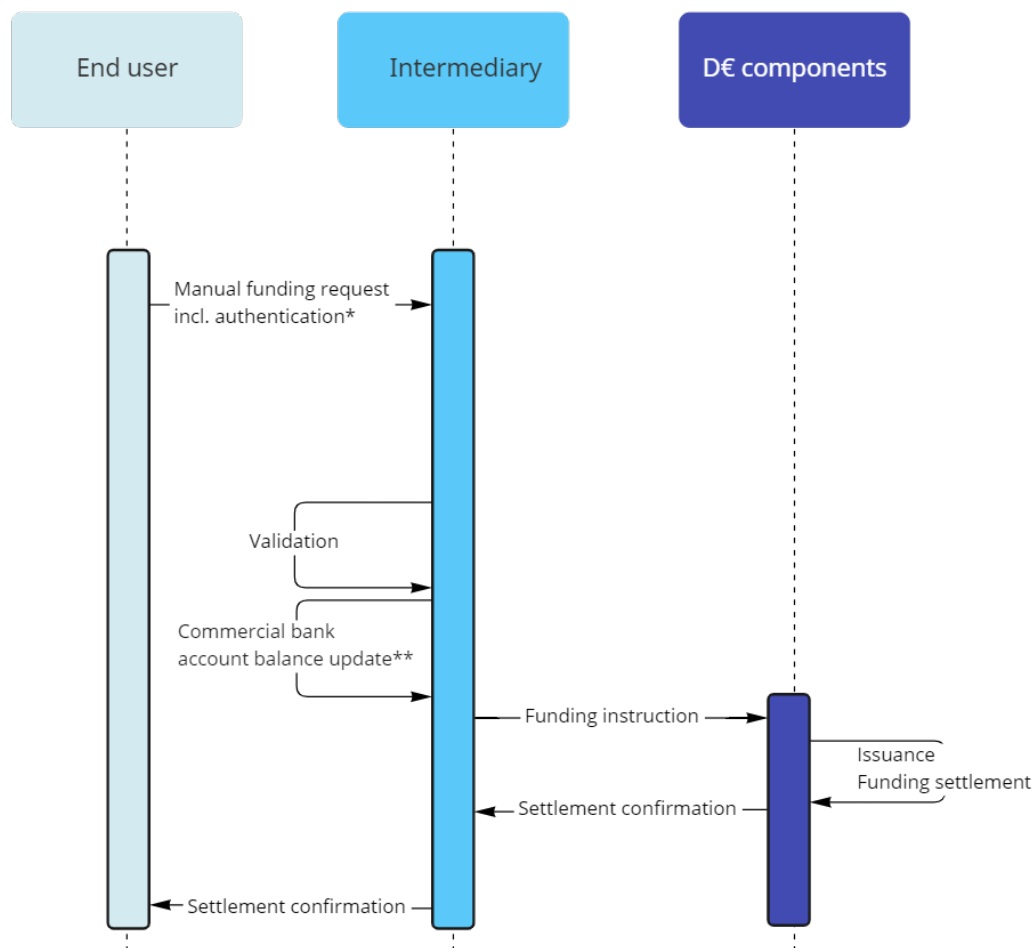 End user
Intermediary
D€ components
Manual funding request
incl. authentication*
Validation
Commercial bank
account balance update**
Funding instruction
Issuance
Funding settlement
Settlement confirmation
Settlement confirmation